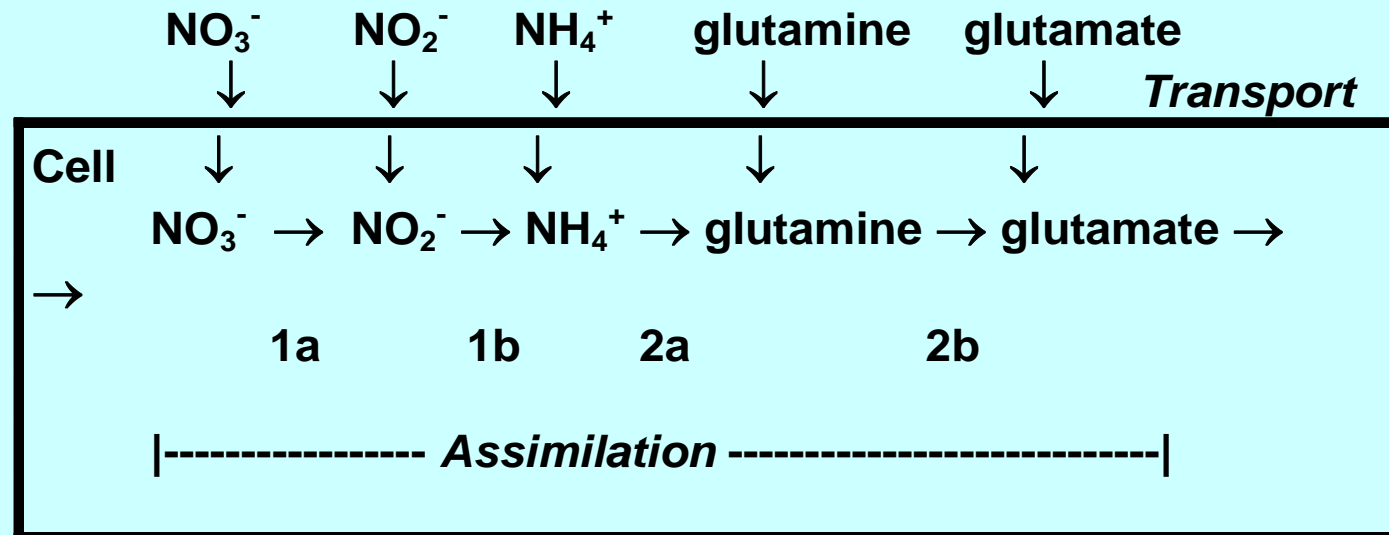 NO₃⁻ NO₂⁻ NH₄⁺ glutamine glutamate
↓ ↓ ↓ ↓ ↓ Transport
Cell ↓ ↓ ↓ ↓ ↓
NO₃⁻ → NO₂⁻ → NH₄⁺ → glutamine → glutamate →
→
1a 1b 2a 2b
|----------------- Assimilation ----------------------------|